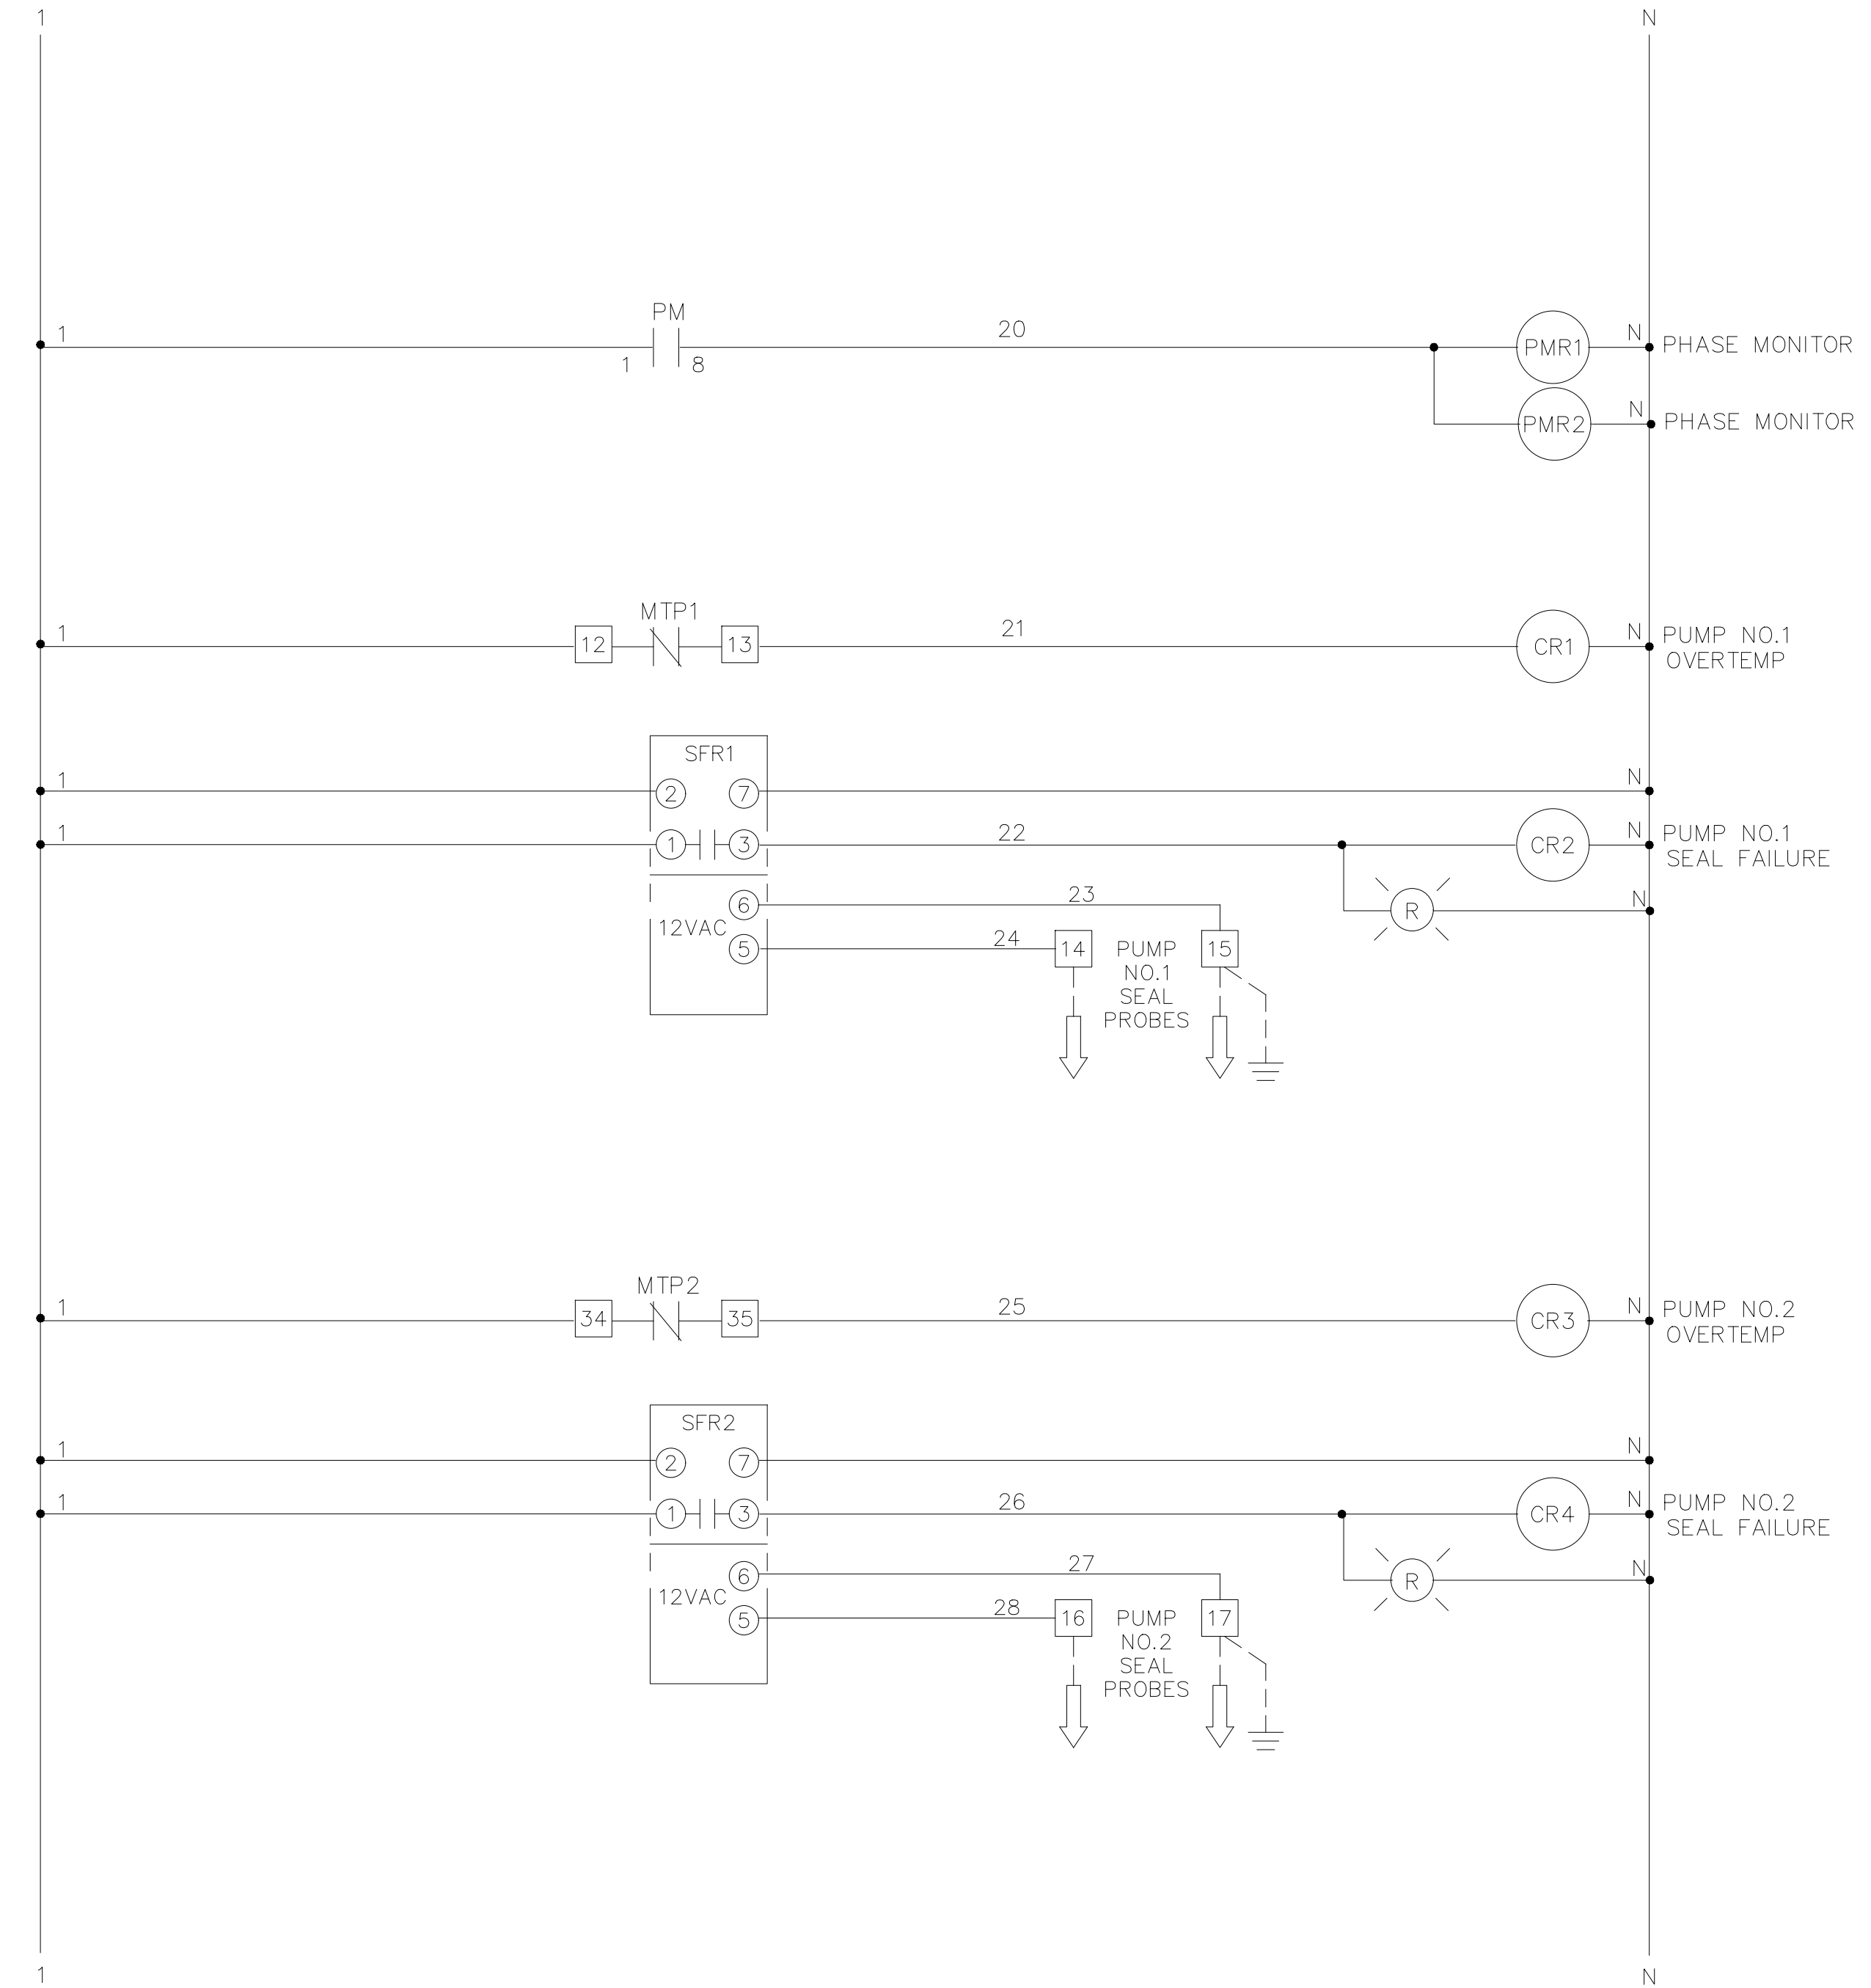 1 N
PM
1 20 PMR1 N PHASE MONITOR
1 8
PMR2 N PHASE MONITOR
MTP1
1 12 13 21 CR1 N PUMP NO.1
OVERTEMP
SFR1
1 2 7 N
1 1 3 22 CR2 N PUMP NO.1
SEAL FAILURE
6 23 R N
12VAC
5 24 14 PUMP 15
NO.1
SEAL
PROBES
MTP2
1 34 35 25 CR3 N PUMP NO.2
OVERTEMP
SFR2
1 2 7 N
1 1 3 26 CR4 N PUMP NO.2
SEAL FAILURE
6 27 R N
12VAC
5 28 16 PUMP 17
NO.2
SEAL
PROBES
1 N